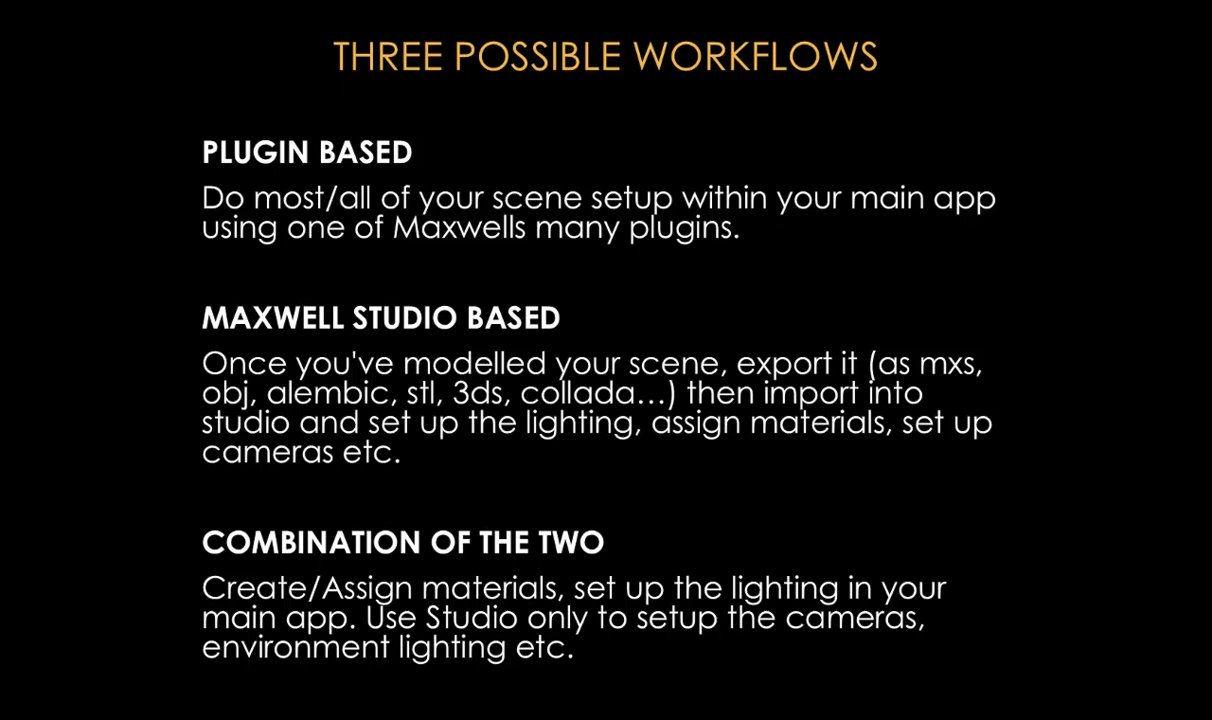 THREE POSSIBLE WORKFLOWS
PLUGIN BASED
Do most/all of your scene setup within your main app
using one of Maxwells many plugins.
MAXWELL STUDIO BASED
Once you've modelled your scene, export it (as mxs,
obj, alembic, stl, 3ds, collada...) then import into
studio and set up the lighting, assign materials, set up
cameras etc.
COMBINATION OF THE TWO
Create/Assign materials, set up the lighting in your
main app. Use Studio only to setup the cameras,
environment lighting etc.